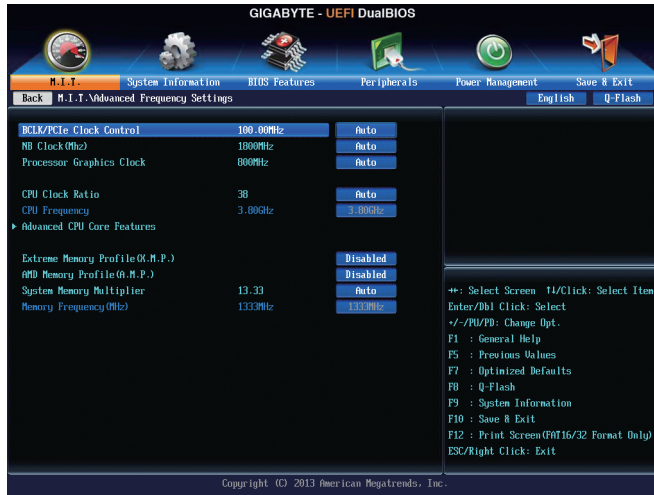 GIGABYTE - UEFI DualBIOS
M.I.T. System Information BIOS Features Peripherals Power Management Save & Exit
Back M.I.T.\Advanced Frequency Settings English Q-Flash
BCLK/PCIe Clock Control 100.00MHz Auto
NB Clock(Mhz) 1800MHz Auto
Processor Graphics Clock 800MHz Auto
CPU Clock Ratio 38 Auto
CPU Frequency 3.80GHz 3.80GHz
Advanced CPU Core Features
Extreme Memory Profile(X.M.P.) Disabled
AMD Memory Profile(A.M.P.) Disabled
System Memory Multiplier 13.33 Auto
Memory Frequency(MHz) 1333MHz 1333MHz
→←: Select Screen ↑↓/Click: Select Item
Enter/Dbl Click: Select
+/-/PU/PD: Change Opt.
F1 : General Help
F5 : Previous Values
F7 : Optimized Defaults
F8 : Q-Flash
F9 : System Information
F10 : Save & Exit
F12 : Print Screen(FAT16/32 Format Only)
ESC/Right Click: Exit
Copyright (C) 2013 American Megatrends, Inc.